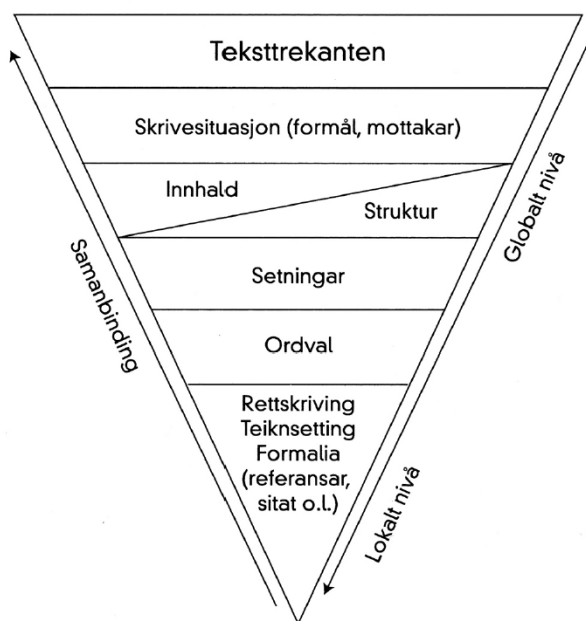 Teksttrekanten
Skrivesituasjon (formål, mottakar)
Innhald
Struktur
Setningar
Ordval
Rettskriving
Teiknsetting
Formalia
(referansar,
sitat o.l.)
Samanbinding
Globalt nivå
Lokalt nivå